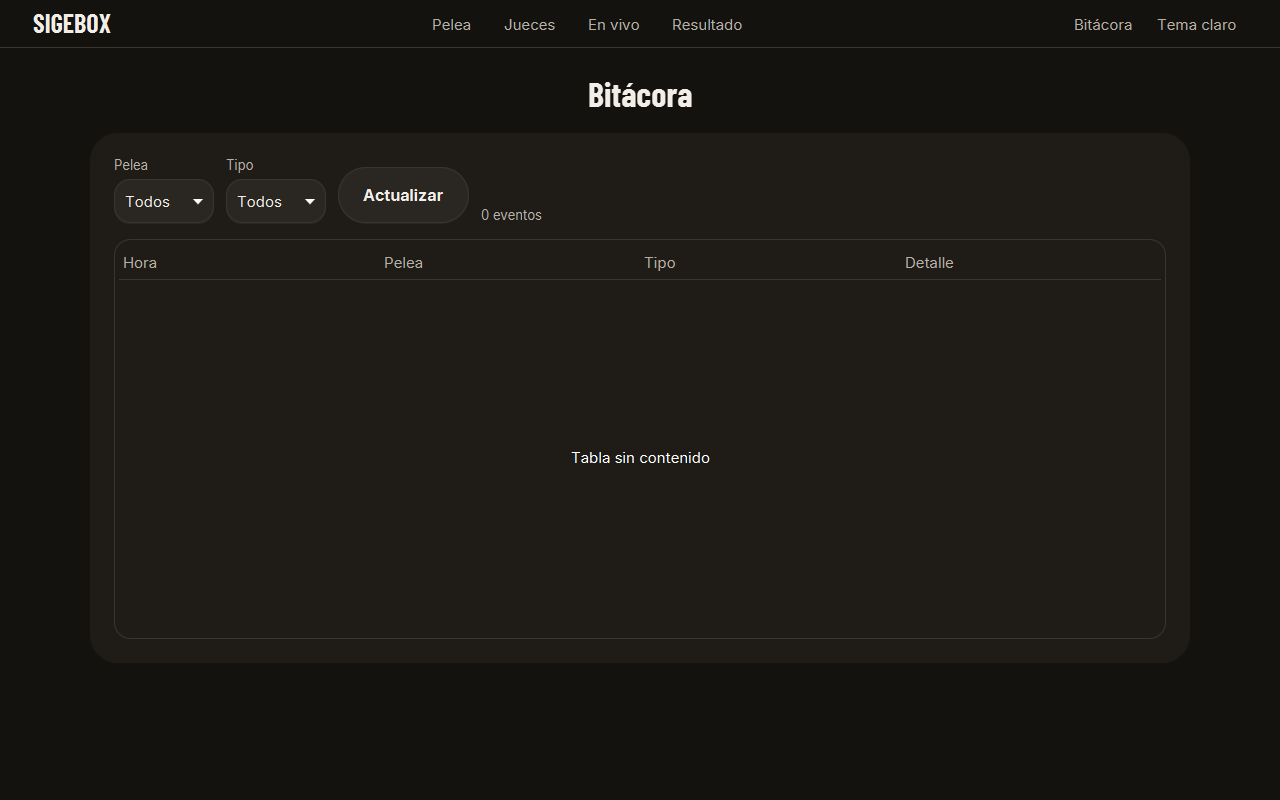 SIGEBOX
Pelea Jueces En vivo Resultado
Bitácora Tema claro
Bitácora
Pelea Tipo
Todos Todos Actualizar 0 eventos
Hora Pelea Tipo Detalle
Tabla sin contenido